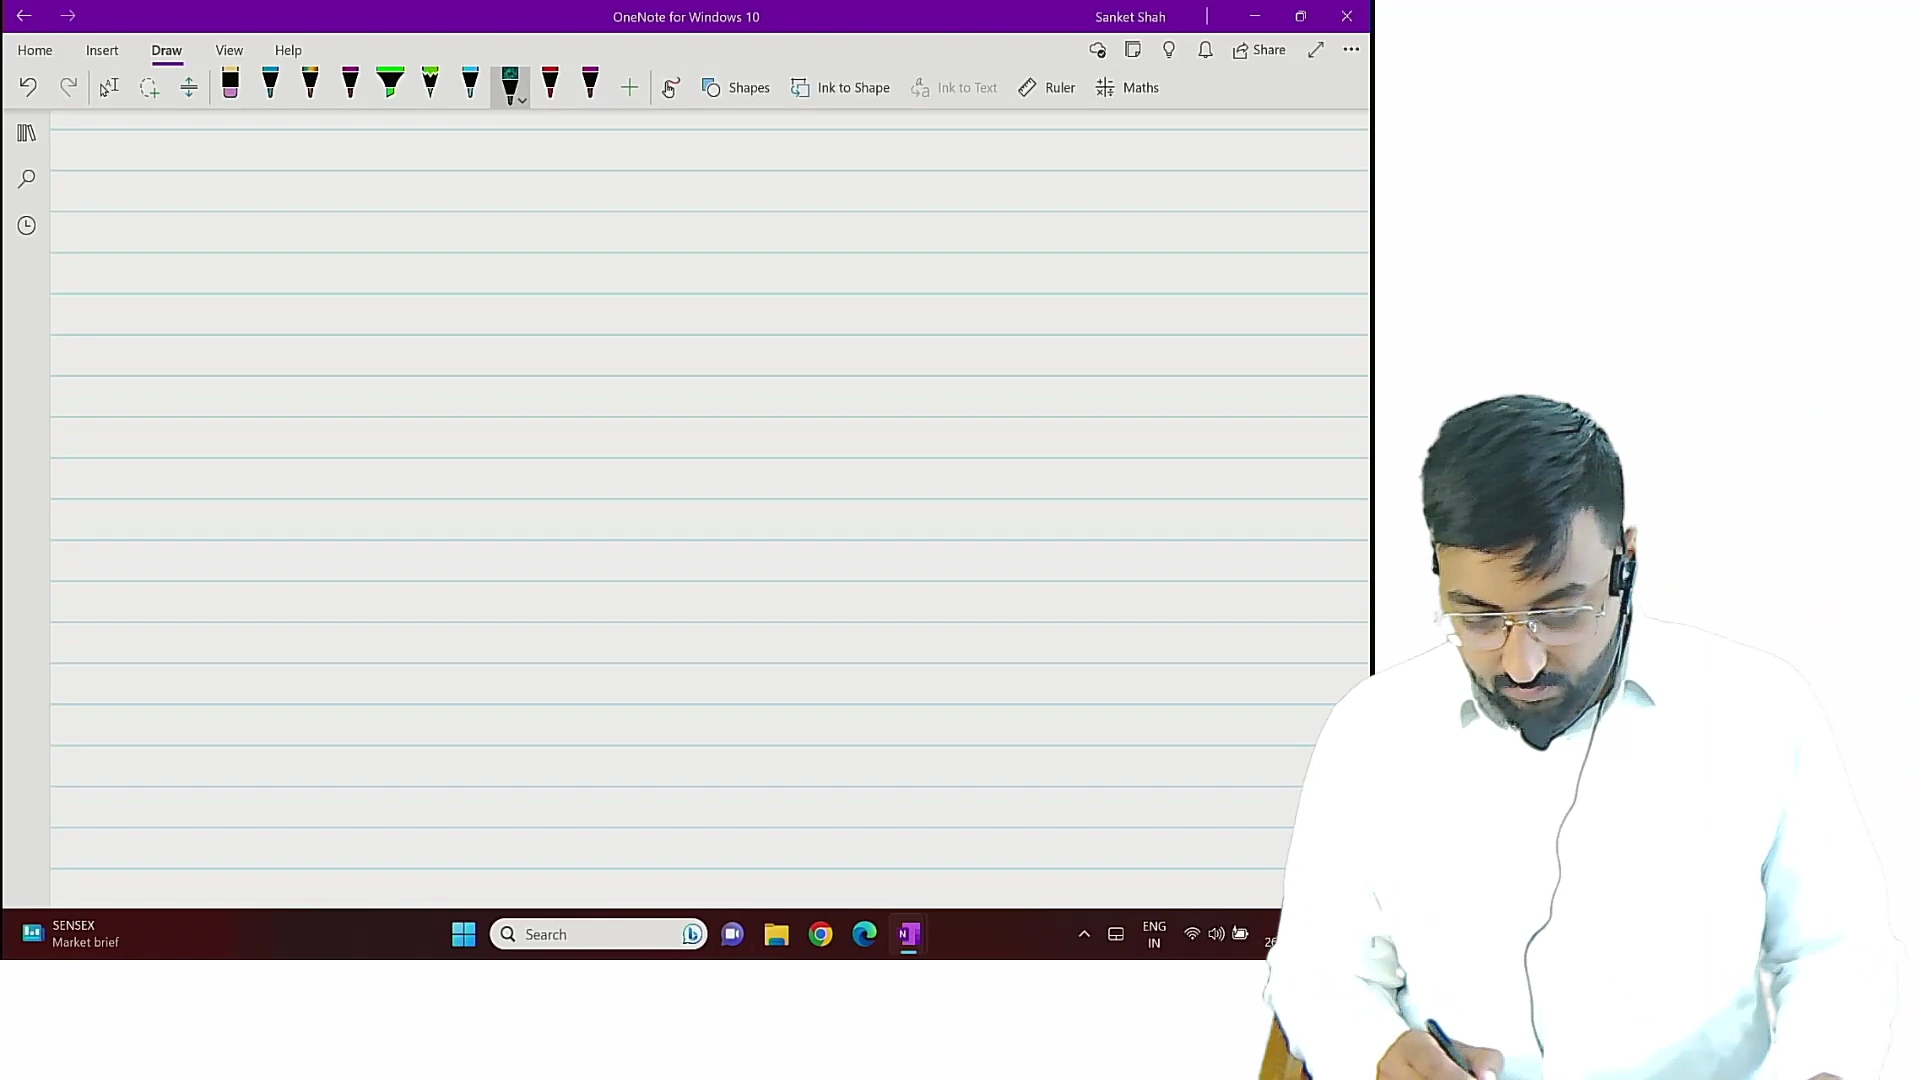 OneNote for Windows 10
Sanket Shah
Home Insert Draw View Help
Share
Shapes
Ink to Shape
Ink to Text
Ruler
Maths
SENSEX
Market brief
Search
ENG
IN